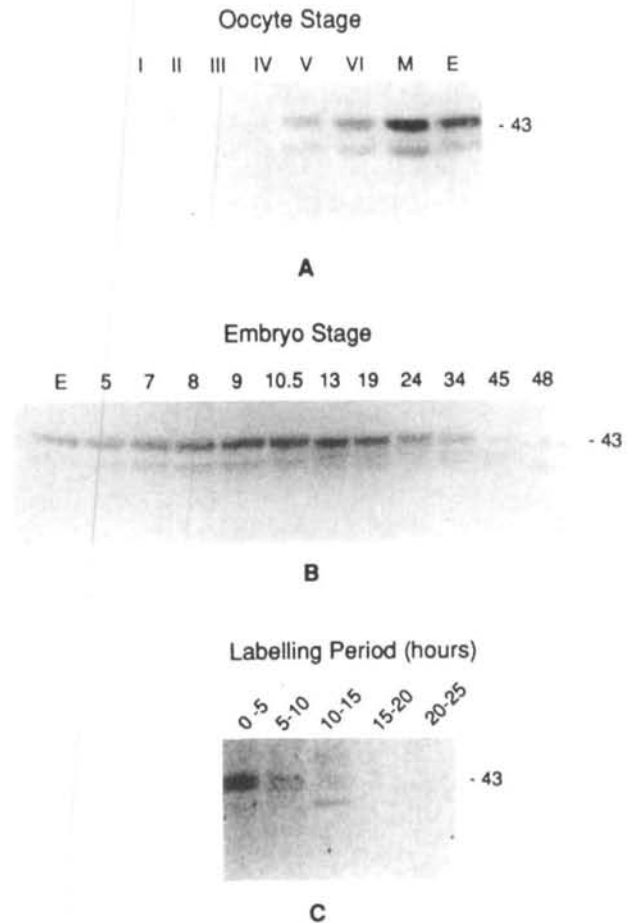 Oocyte Stage
I II III IV V VI M E
- 43
A
Embryo Stage
E 5 7 8 9 10.5 13 19 24 34 45 48
- 43
B
Labelling Period (hours)
0-5 5-10 10-15 15-20 20-25
- 43
C